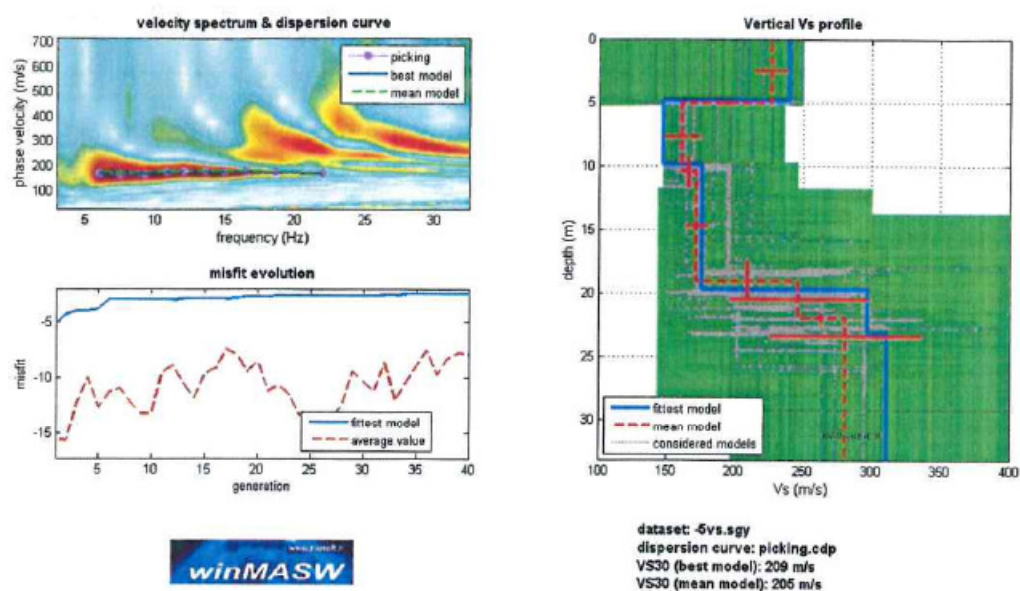 velocity spectrum & dispersion curve
700
600
500
400
300
200
100
phase velocity (m/s)
picking
best model
mean model
5
10
15
20
25
30
frequency (Hz)
misfit evolution
-5
-10
-15
misfit
fittest model
average value
5
10
15
20
25
30
35
40
generation
winMASW
Vertical Vs profile
0
5
10
15
20
25
30
depth (m)
fittest model
mean model
considered models
100
150
200
250
300
350
400
Vs (m/s)
dataset: -5vs.sgy
dispersion curve: picking.cdp
VS30 (best model): 209 m/s
VS30 (mean model): 205 m/s